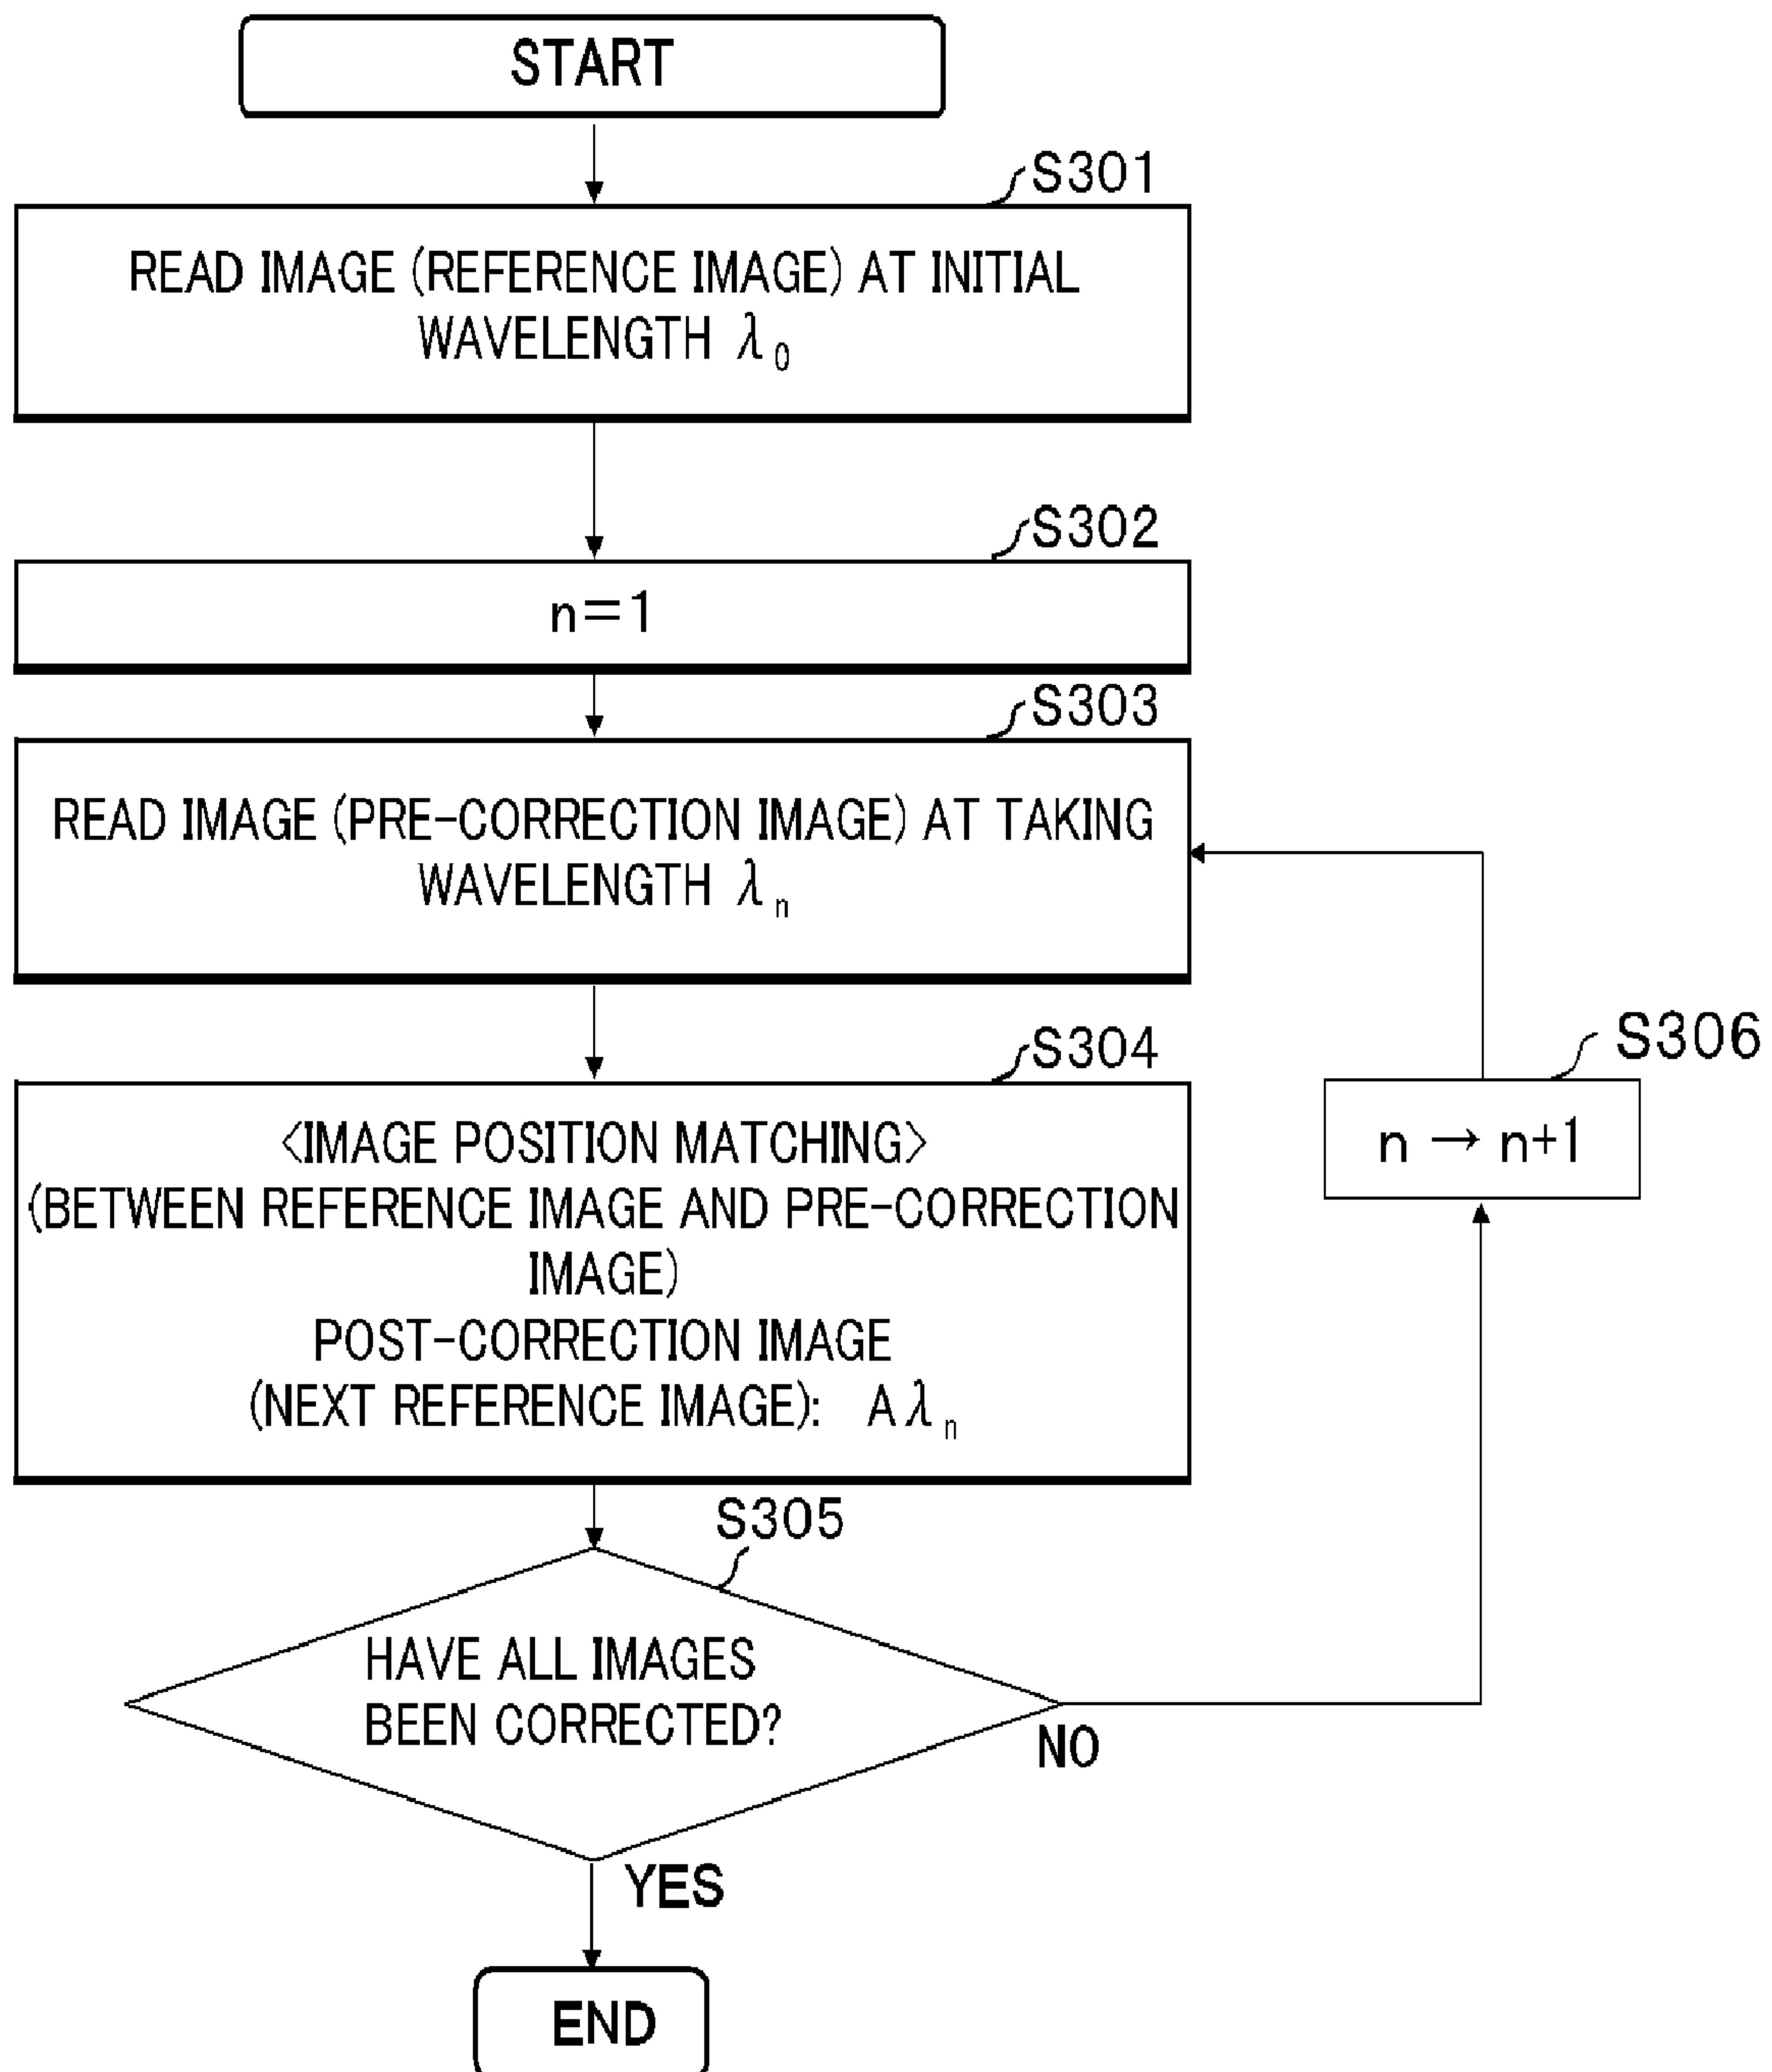 START
S301
READ IMAGE (REFERENCE IMAGE) AT INITIAL
WAVELENGTH λ₀
S302
n=1
S303
READ IMAGE (PRE-CORRECTION IMAGE) AT TAKING
WAVELENGTH λₙ
S304
<IMAGE POSITION MATCHING>
(BETWEEN REFERENCE IMAGE AND PRE-CORRECTION
IMAGE)
POST-CORRECTION IMAGE
(NEXT REFERENCE IMAGE): Aλₙ
S306
n → n+1
S305
HAVE ALL IMAGES
BEEN CORRECTED?
NO
YES
END